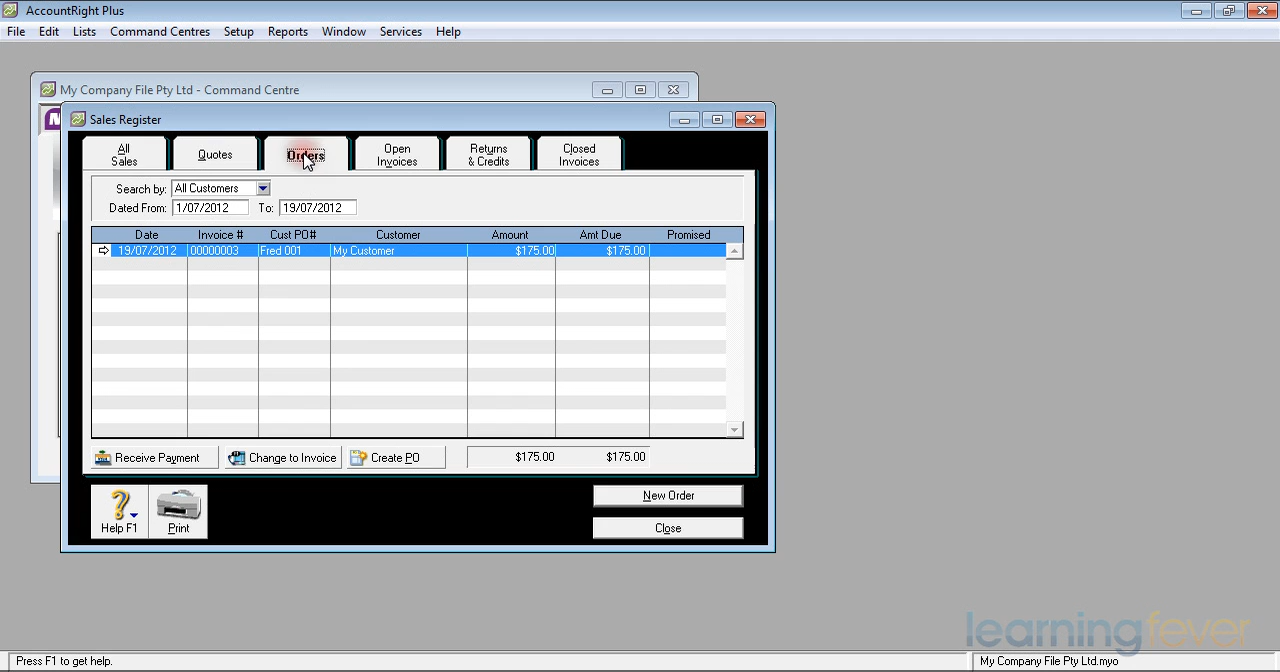 AccountRight Plus
File Edit Lists Command Centres Setup Reports Window Services Help
My Company File Pty Ltd - Command Centre
Sales Register
All Sales
Quotes
Orders
Open Invoices
Returns & Credits
Closed Invoices
Search by: All Customers
Dated From: 1/07/2012 To: 19/07/2012
Date Invoice # Cust PO# Customer Amount Amt Due Promised
19/07/2012 00000003 Fred 001 My Customer $175.00 $175.00
Receive Payment Change to Invoice Create PO $175.00 $175.00
Help F1 Print
New Order
Close
learningfever
Press F1 to get help. My Company File Pty Ltd.myo